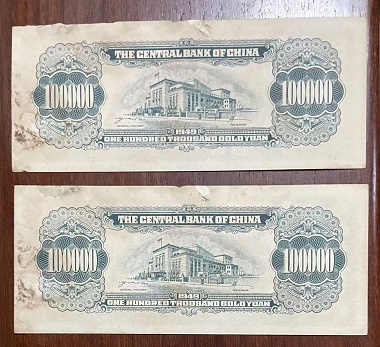 THE CENTRAL BANK OF CHINA
100000 100000
1949
ONE HUNDRED THOUSAND GOLD YUAN
THE CENTRAL BANK OF CHINA
100000 100000
1949
ONE HUNDRED THOUSAND GOLD YUAN